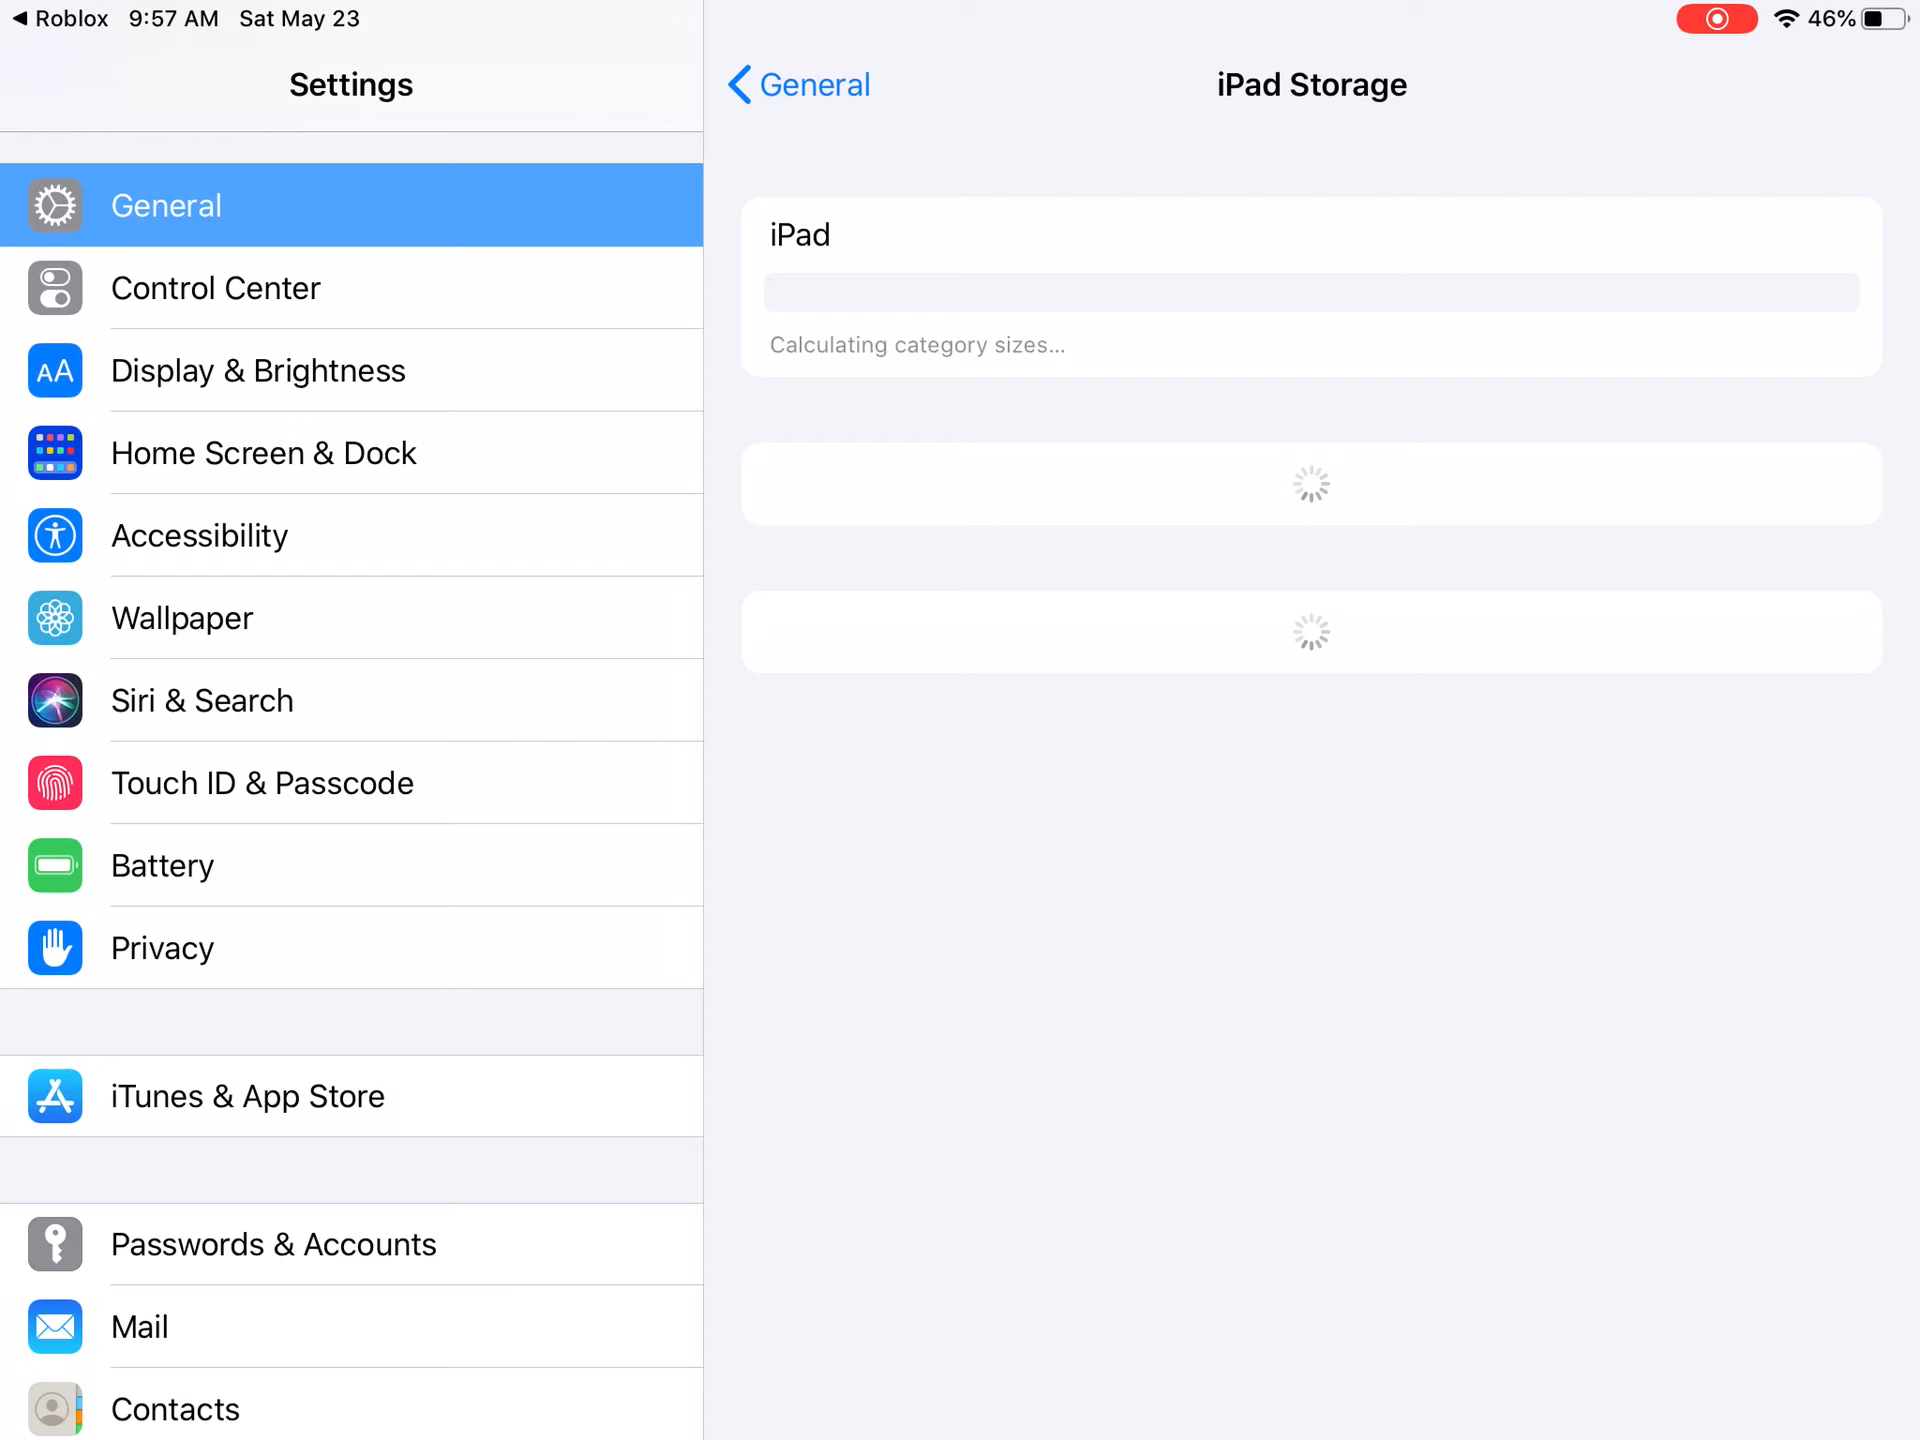 Roblox 9:57 AM Sat May 23
46%
Settings
General
Control Center
Display & Brightness
Home Screen & Dock
Accessibility
Wallpaper
Siri & Search
Touch ID & Passcode
Battery
Privacy
iTunes & App Store
Passwords & Accounts
Mail
Contacts
General
iPad Storage
iPad
Calculating category sizes...